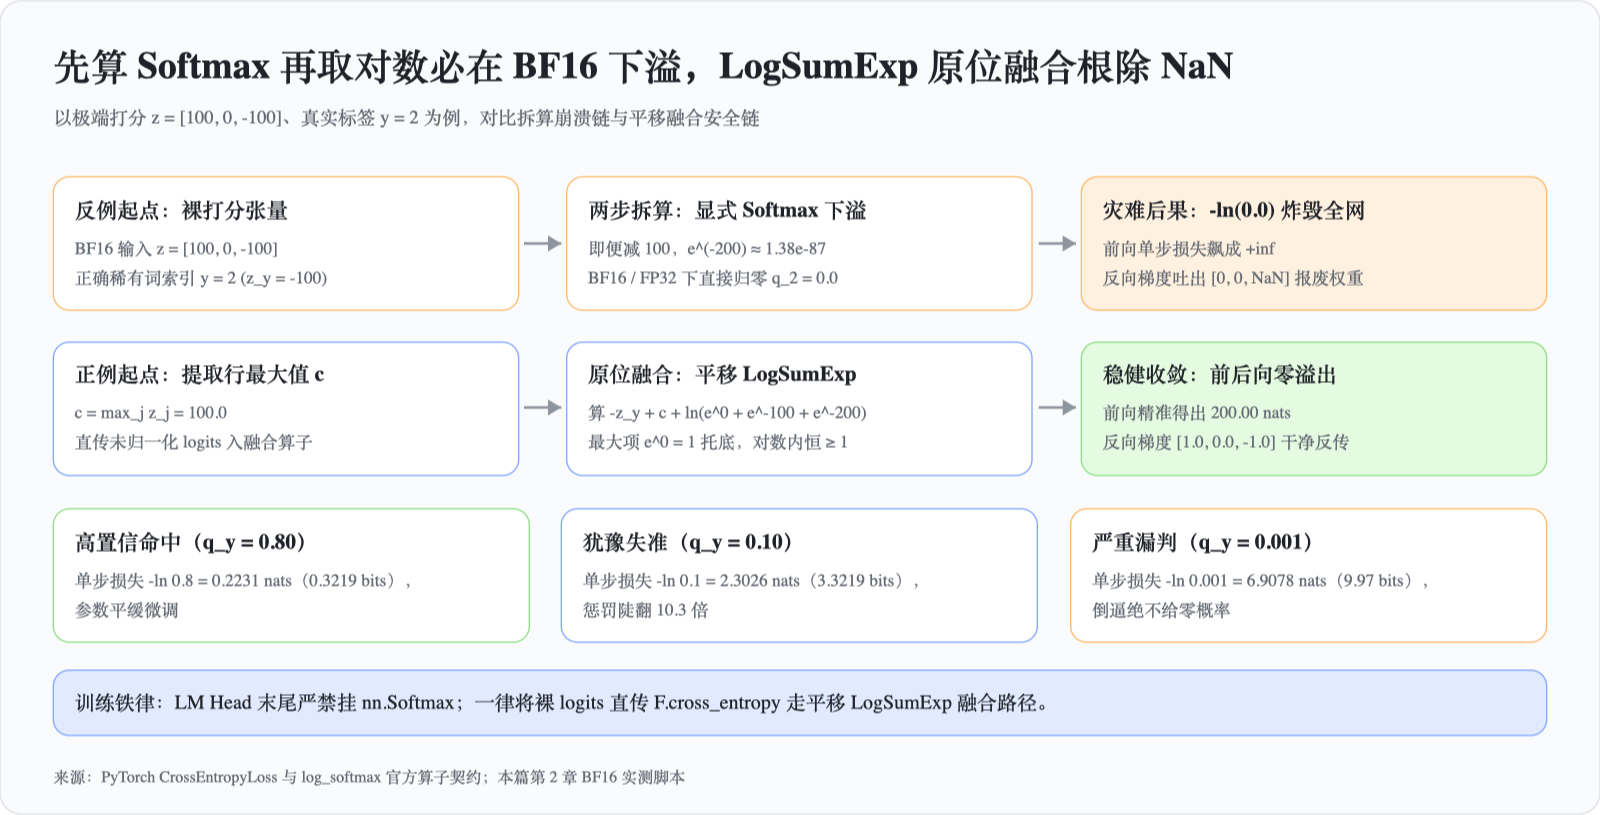 先算 Softmax 再取对数必在 BF16 下溢，LogSumExp 原位融合根除 NaN
以极端打分 z = [100, 0, -100]、真实标签 y = 2 为例，对比拆算崩溃链与平移融合安全链
反例起点：裸打分张量
BF16 输入 z = [100, 0, -100]
正确稀有词索引 y = 2 (z_y = -100)
两步拆算：显式 Softmax 下溢
即便减 100，e^(-200) ≈ 1.38e-87
BF16 / FP32 下直接归零 q_2 = 0.0
灾难后果：-ln(0.0) 炸毁全网
前向单步损失飙成 +inf
反向梯度吐出 [0, 0, NaN] 报废权重
正例起点：提取行最大值 c
c = max_j z_j = 100.0
直传未归一化 logits 入融合算子
原位融合：平移 LogSumExp
算 -z_y + c + ln(e^0 + e^-100 + e^-200)
最大项 e^0 = 1 托底，对数内恒 ≥ 1
稳健收敛：前后向零溢出
前向精准得出 200.00 nats
反向梯度 [1.0, 0.0, -1.0] 干净反传
高置信命中（q_y = 0.80）
单步损失 -ln 0.8 = 0.2231 nats（0.3219 bits），
参数平缓微调
犹豫失准（q_y = 0.10）
单步损失 -ln 0.1 = 2.3026 nats（3.3219 bits），
惩罚陡翻 10.3 倍
严重漏判（q_y = 0.001）
单步损失 -ln 0.001 = 6.9078 nats（9.97 bits），
倒逼绝不给零概率
训练铁律：LM Head 末尾严禁挂 nn.Softmax；一律将裸 logits 直传 F.cross_entropy 走平移 LogSumExp 融合路径。
来源：PyTorch CrossEntropyLoss 与 log_softmax 官方算子契约；本篇第 2 章 BF16 实测脚本